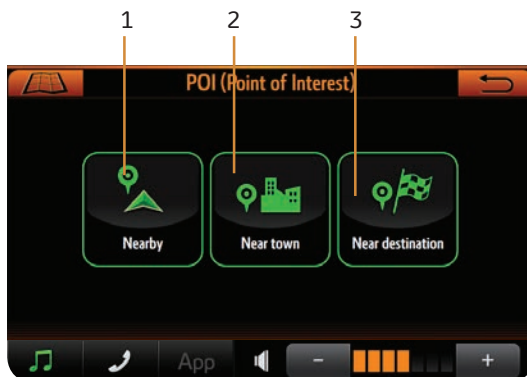 1 2 3
POI (Point of Interest)
Nearby Near town Near destination
App - +